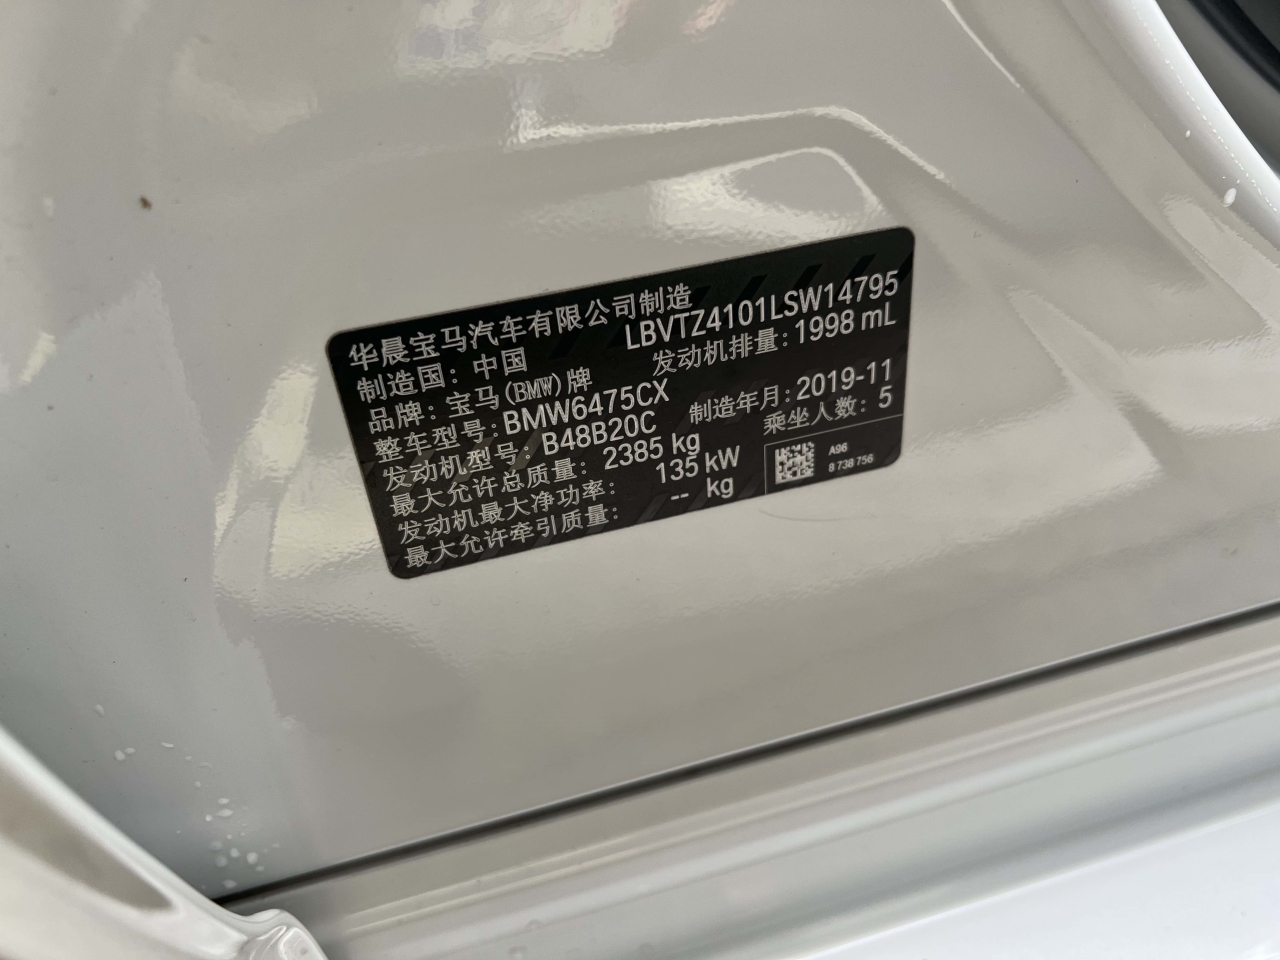 华晨宝马汽车有限公司制造
制造国：中国 LBVTZ4101LSW14795
品牌：宝马(BMW)牌 发动机排量：1998 mL
整车型号：BMW6475CX 制造年月：2019-11
发动机型号：B48B20C 乘坐人数：5
最大允许总质量：2385 kg
发动机最大净功率：135 kW
最大允许牵引质量：-- kg
A96
8 738 756